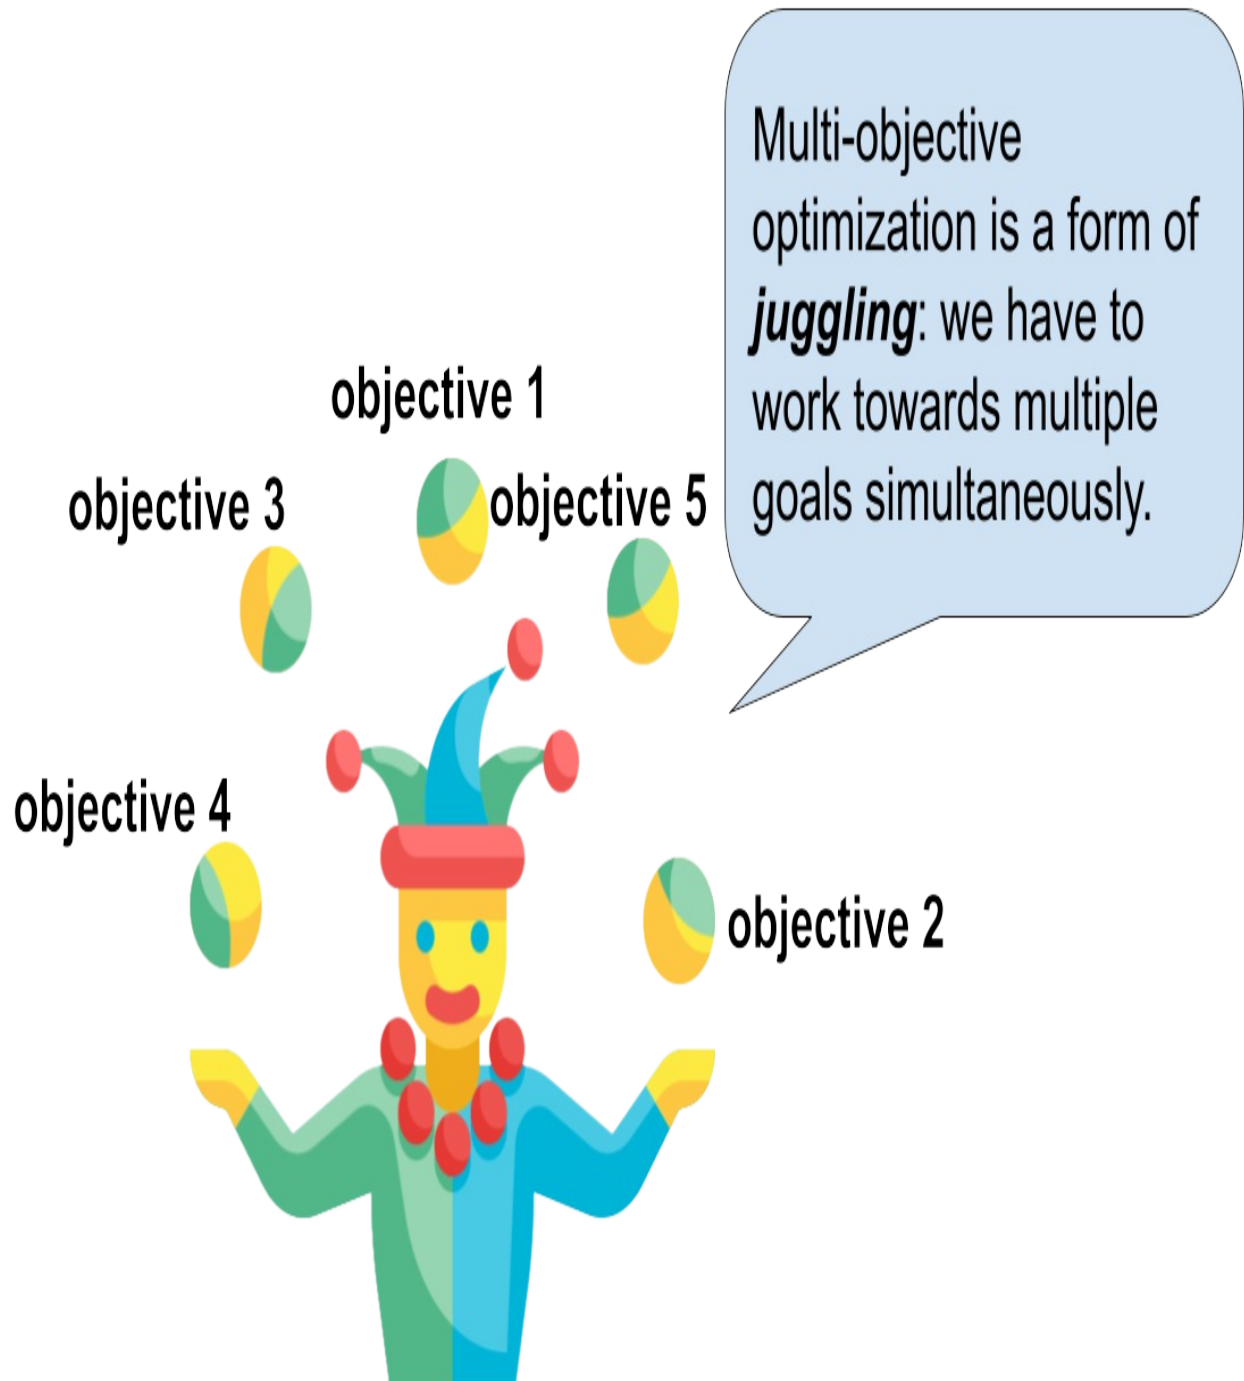 Multi-objective
optimization is a form of
juggling: we have to
work towards multiple
goals simultaneously.
objective 1
objective 3
objective 5
objective 4
objective 2